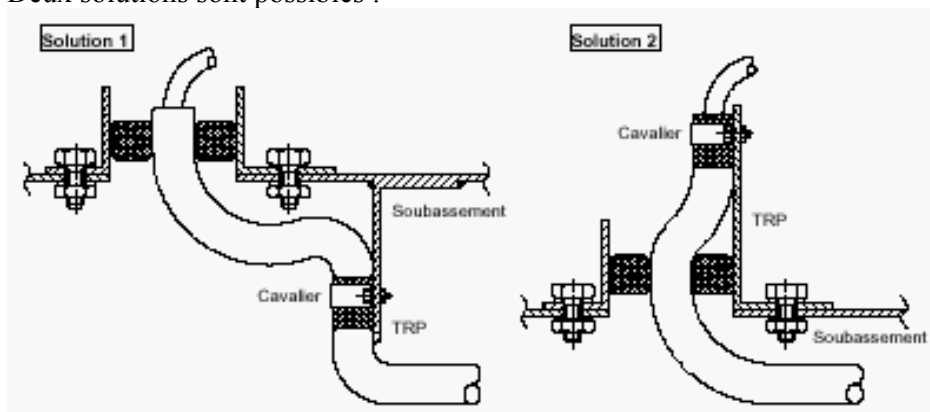 Deux solutions sont possibles :
Solution 1
Solution 2
Cavalier
Soubassement
TRP
Cavalier
TRP
Soubassement